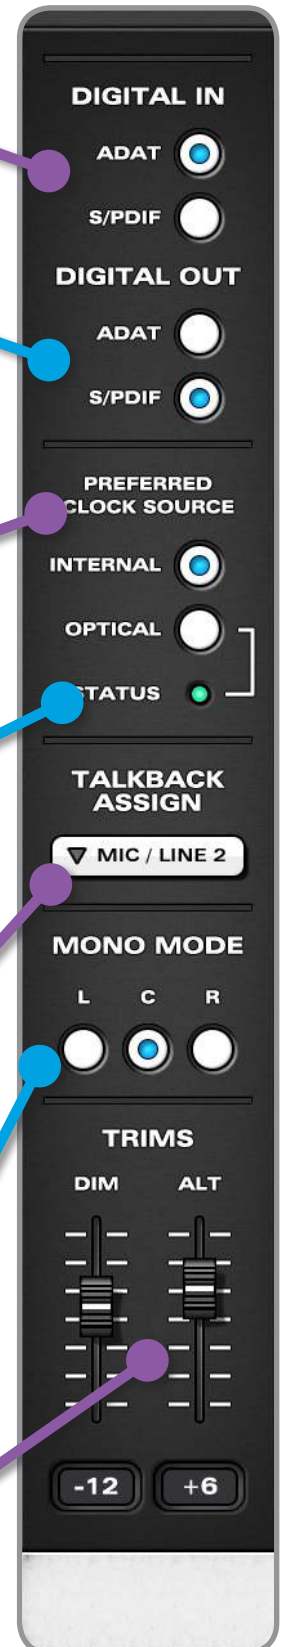 DIGITAL IN
ADAT
S/PDIF
DIGITAL OUT
ADAT
S/PDIF
PREFERRED
CLOCK SOURCE
INTERNAL
OPTICAL
STATUS
TALKBACK
ASSIGN
MIC / LINE 2
MONO MODE
L C R
TRIMS
DIM ALT
-12 +6